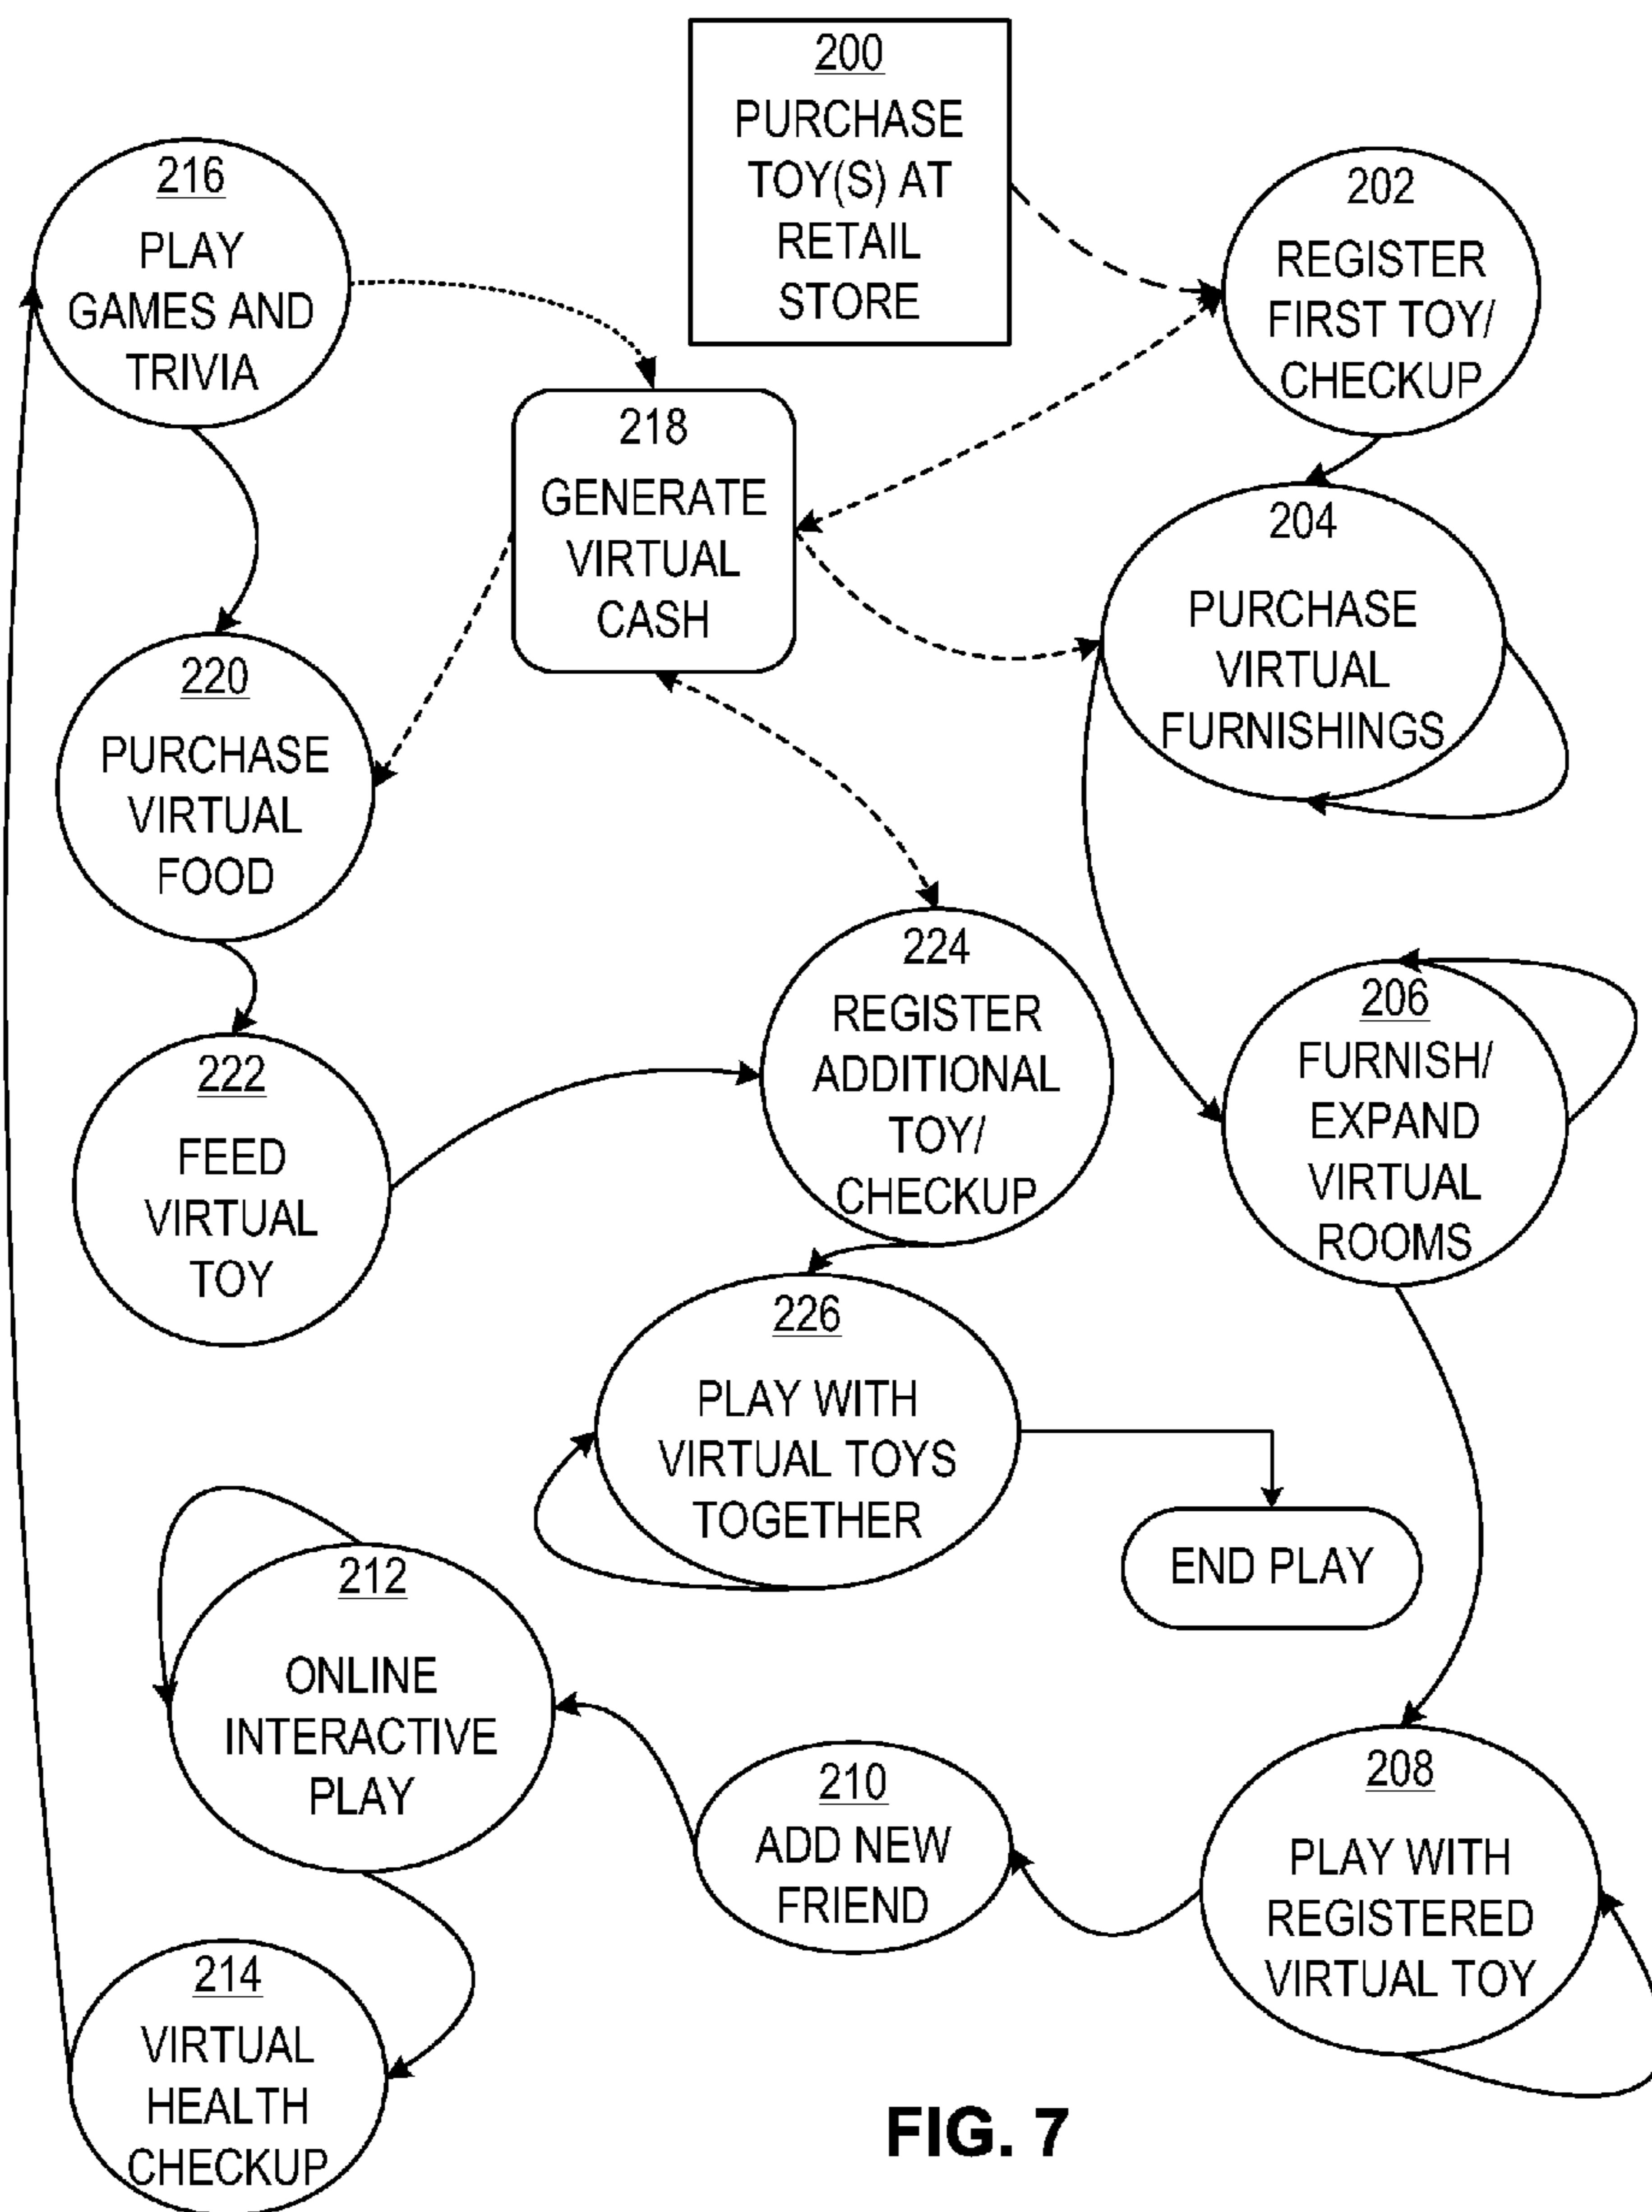 200
PURCHASE
TOY(S) AT
RETAIL
STORE
216
PLAY
GAMES AND
TRIVIA
202
REGISTER
FIRST TOY/
CHECKUP
218
GENERATE
VIRTUAL
CASH
204
PURCHASE
VIRTUAL
FURNISHINGS
220
PURCHASE
VIRTUAL
FOOD
224
REGISTER
ADDITIONAL
TOY/
CHECKUP
206
FURNISH/
EXPAND
VIRTUAL
ROOMS
222
FEED
VIRTUAL
TOY
226
PLAY WITH
VIRTUAL TOYS
TOGETHER
END PLAY
212
ONLINE
INTERACTIVE
PLAY
210
ADD NEW
FRIEND
208
PLAY WITH
REGISTERED
VIRTUAL TOY
214
VIRTUAL
HEALTH
CHECKUP
FIG. 7